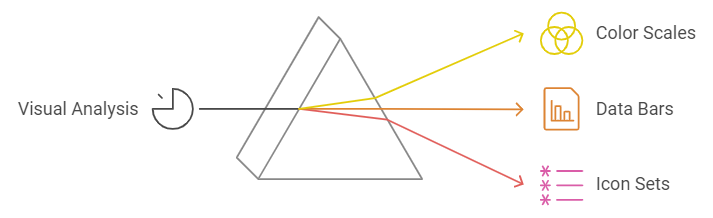 Color Scales
Visual Analysis
Data Bars
Icon Sets